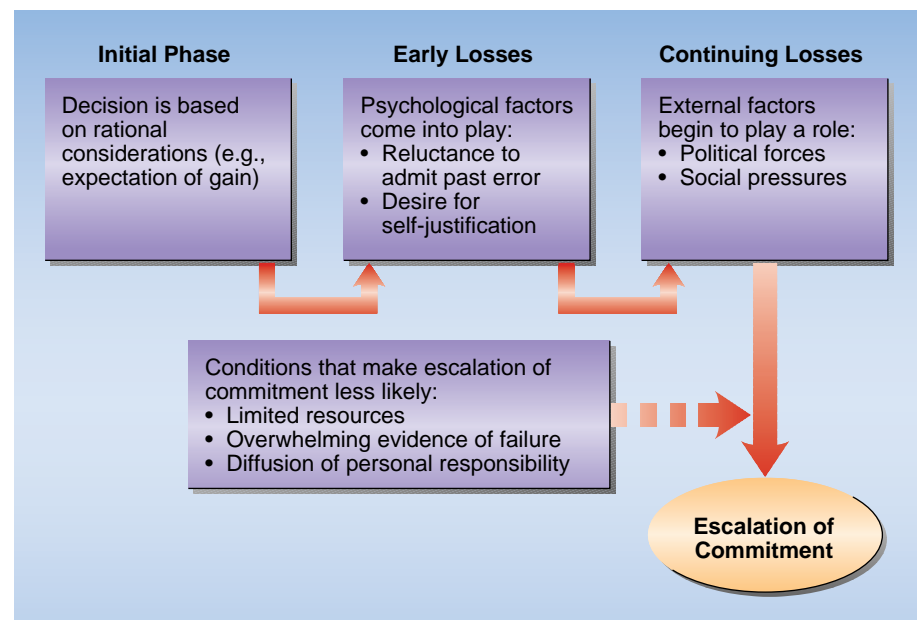 Initial Phase
Decision is based
on rational
considerations (e.g.,
expectation of gain)
Early Losses
Psychological factors
come into play:
• Reluctance to
admit past error
• Desire for
self-justification
Continuing Losses
External factors
begin to play a role:
• Political forces
• Social pressures
Conditions that make escalation of
commitment less likely:
• Limited resources
• Overwhelming evidence of failure
• Diffusion of personal responsibility
Escalation of
Commitment